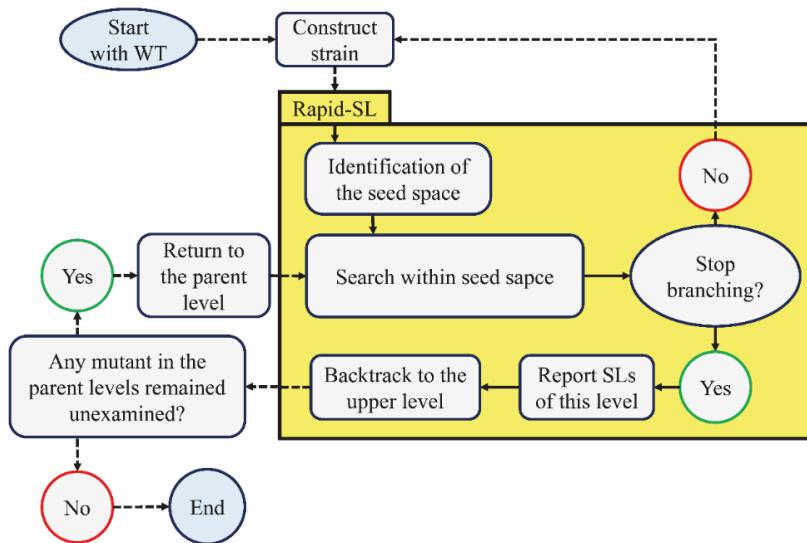 Start
with WT
Construct
strain
Rapid-SL
Identification of
the seed space
No
Yes
Return to
the parent
level
Search within seed sapce
Stop
branching?
Any mutant in the
parent levels remained
unexamined?
Backtrack to the
upper level
Report SLs
of this level
Yes
No
End